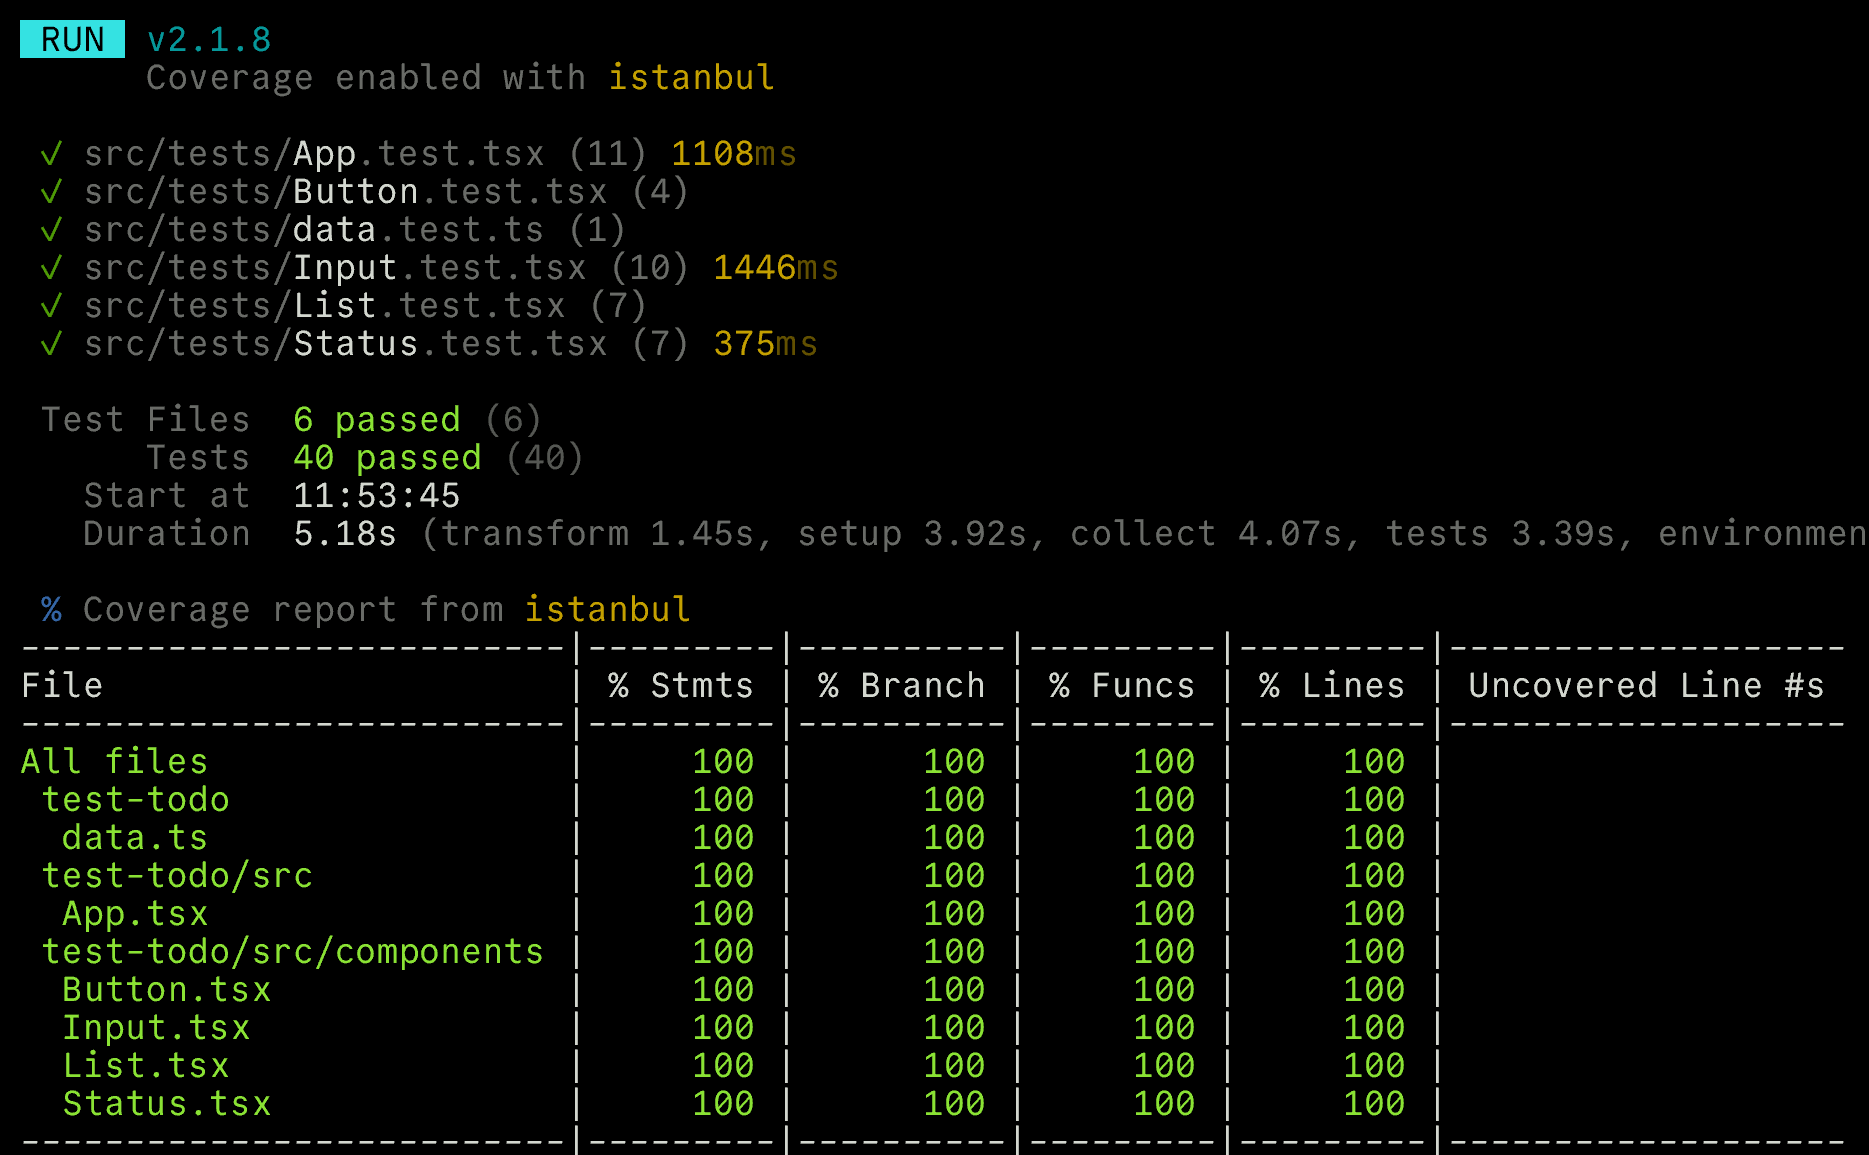 RUN  v2.1.8
      Coverage enabled with istanbul
 ✓ src/tests/App.test.tsx (11) 1108ms
 ✓ src/tests/Button.test.tsx (4)
 ✓ src/tests/data.test.ts (1)
 ✓ src/tests/Input.test.tsx (10) 1446ms
 ✓ src/tests/List.test.tsx (7)
 ✓ src/tests/Status.test.tsx (7) 375ms
 Test Files  6 passed (6)
      Tests  40 passed (40)
   Start at  11:53:45
   Duration  5.18s (transform 1.45s, setup 3.92s, collect 4.07s, tests 3.39s, environmen
 % Coverage report from istanbul
--------------------------|---------|----------|---------|---------|-------------------
File                      | % Stmts | % Branch | % Funcs | % Lines | Uncovered Line #s
--------------------------|---------|----------|---------|---------|-------------------
All files                 |     100 |      100 |     100 |     100 |
 test-todo                |     100 |      100 |     100 |     100 |
  data.ts                 |     100 |      100 |     100 |     100 |
 test-todo/src            |     100 |      100 |     100 |     100 |
  App.tsx                 |     100 |      100 |     100 |     100 |
 test-todo/src/components |     100 |      100 |     100 |     100 |
  Button.tsx              |     100 |      100 |     100 |     100 |
  Input.tsx               |     100 |      100 |     100 |     100 |
  List.tsx                |     100 |      100 |     100 |     100 |
  Status.tsx              |     100 |      100 |     100 |     100 |
--------------------------|---------|----------|---------|---------|-------------------